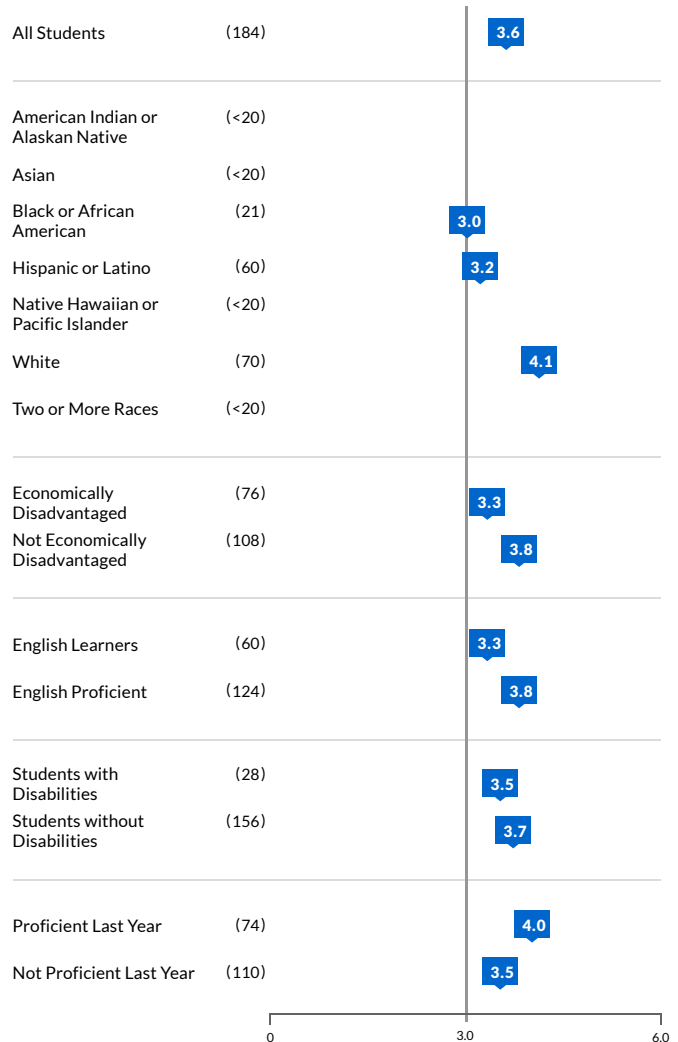 All Students (184) 3.6
American Indian or (<20)
Alaskan Native
Asian (<20)
Black or African (21) 3.0
American
Hispanic or Latino (60) 3.2
Native Hawaiian or (<20)
Pacific Islander
White (70) 4.1
Two or More Races (<20)
Economically (76) 3.3
Disadvantaged
Not Economically (108) 3.8
Disadvantaged
English Learners (60) 3.3
English Proficient (124) 3.8
Students with (28) 3.5
Disabilities
Students without (156) 3.7
Disabilities
Proficient Last Year (74) 4.0
Not Proficient Last Year (110) 3.5
0 3.0 6.0